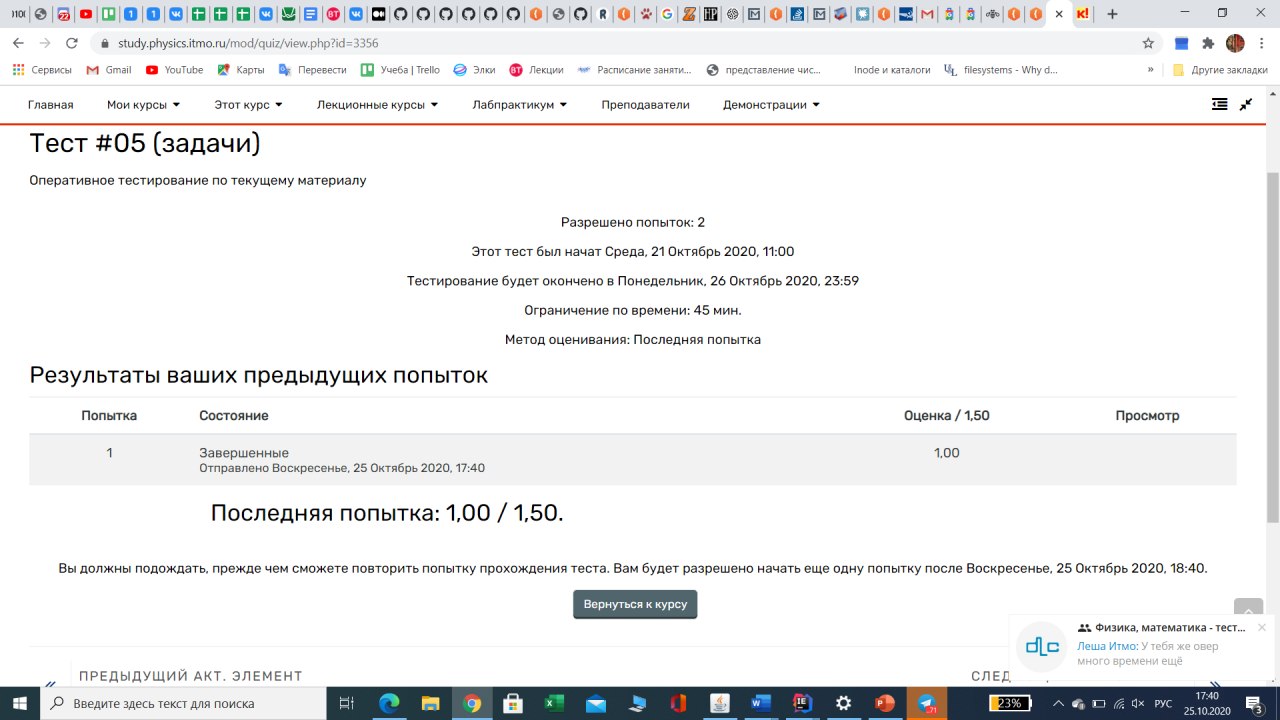 study.physics.itmo.ru/mod/quiz/view.php?id=3356
Сервисы Gmail YouTube Карты Перевести Учеба | Trello Элки Лекции Расписание заняти... представление чис... Inode и каталоги filesystems - Why d... » Другие закладки
Главная Мои курсы Этот курс Лекционные курсы Лабпрактикум Преподаватели Демонстрации
Тест #05 (задачи)
Оперативное тестирование по текущему материалу
Разрешено попыток: 2
Этот тест был начат Среда, 21 Октябрь 2020, 11:00
Тестирование будет окончено в Понедельник, 26 Октябрь 2020, 23:59
Ограничение по времени: 45 мин.
Метод оценивания: Последняя попытка
Результаты ваших предыдущих попыток
Попытка Состояние Оценка / 1,50 Просмотр
1 Завершенные 1,00
Отправлено Воскресенье, 25 Октябрь 2020, 17:40
Последняя попытка: 1,00 / 1,50.
Вы должны подождать, прежде чем сможете повторить попытку прохождения теста. Вам будет разрешено начать еще одну попытку после Воскресенье, 25 Октябрь 2020, 18:40.
Вернуться к курсу
Физика, математика - тест...
dlc
Леша Итмо: У тебя же овер
много времени ещё
ПРЕДЫДУЩИЙ АКТ. ЭЛЕМЕНТ СЛЕД
Введите здесь текст для поиска
23% РУС 17:40
25.10.2020 3